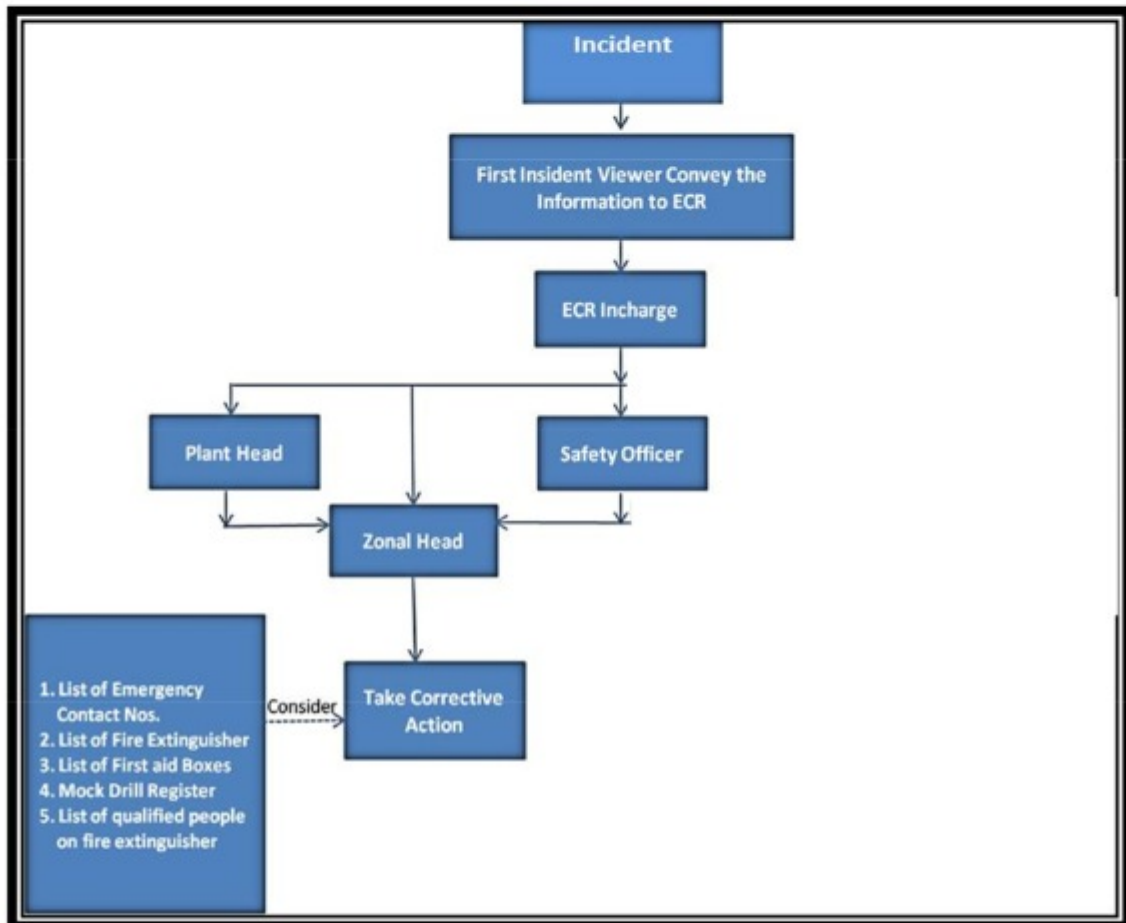 Incident
First Insident Viewer Convey the
Information to ECR
ECR Incharge
Plant Head
Safety Officer
Zonal Head
1. List of Emergency
Contact Nos.
2. List of Fire Extinguisher
3. List of First aid Boxes
4. Mock Drill Register
5. List of qualified people
on fire extinguisher
Consider
Take Corrective
Action